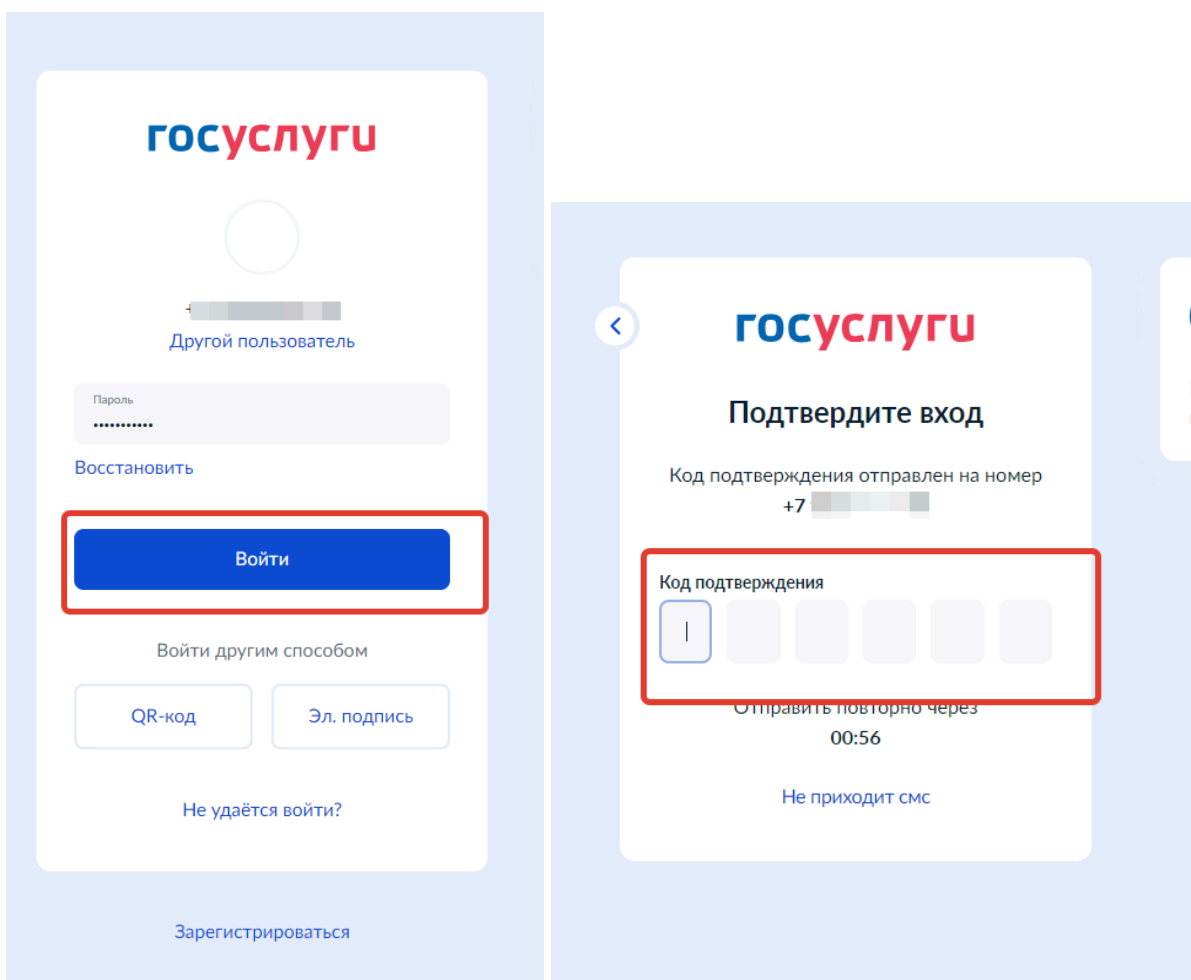 госуслуги
Другой пользователь
Пароль
•••••••••••
Восстановить
Войти
Войти другим способом
QR-код
Эл. подпись
Не удаётся войти?
Зарегистрироваться
госуслуги
Подтвердите вход
Код подтверждения отправлен на номер
+7
Код подтверждения
Отправить повторно через
00:56
Не приходит смс